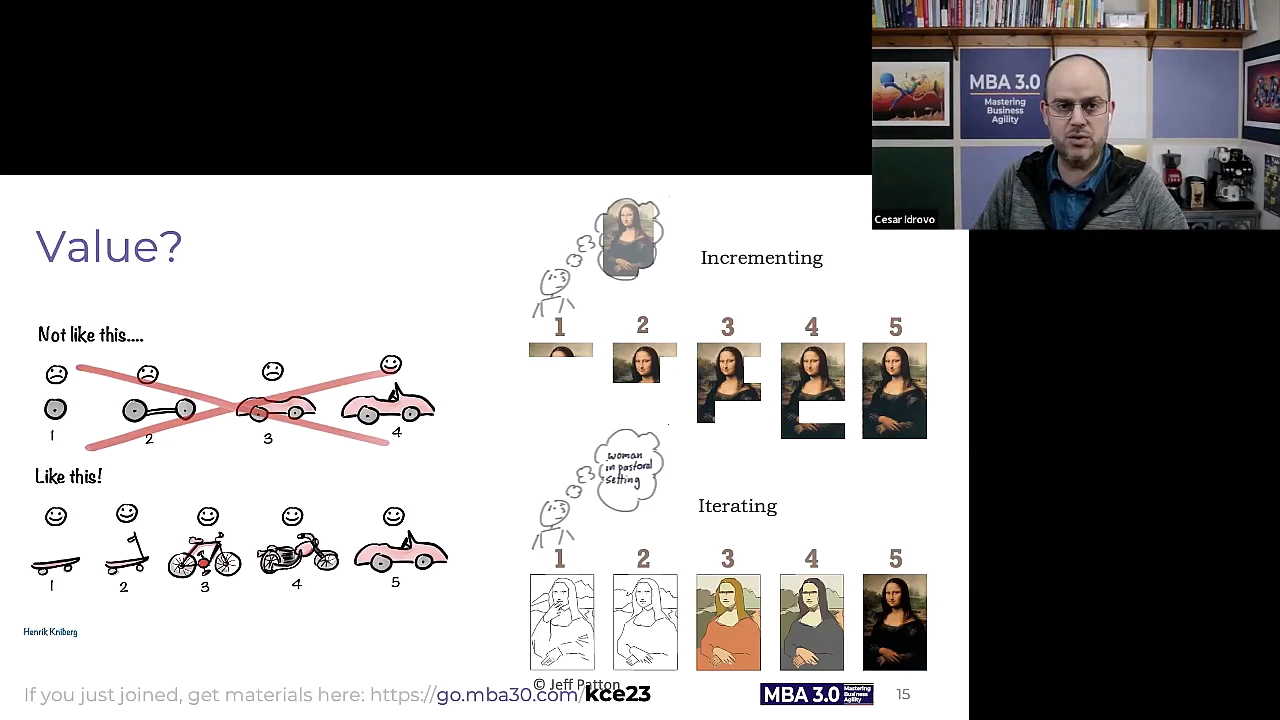 MBA 3.0
Mastering
Business
Agility
Cesar Idrovo
Value?
Not like this....
1
2
3
4
Like this!
1
2
3
4
5
Henrik Kniberg
Incrementing
1 2 3 4 5
woman
in pastoral
setting
Iterating
1 2 3 4 5
© Jeff Patton
If you just joined, get materials here: https://go.mba30.com/kce23
MBA 3.0
Mastering
Business
Agility
15